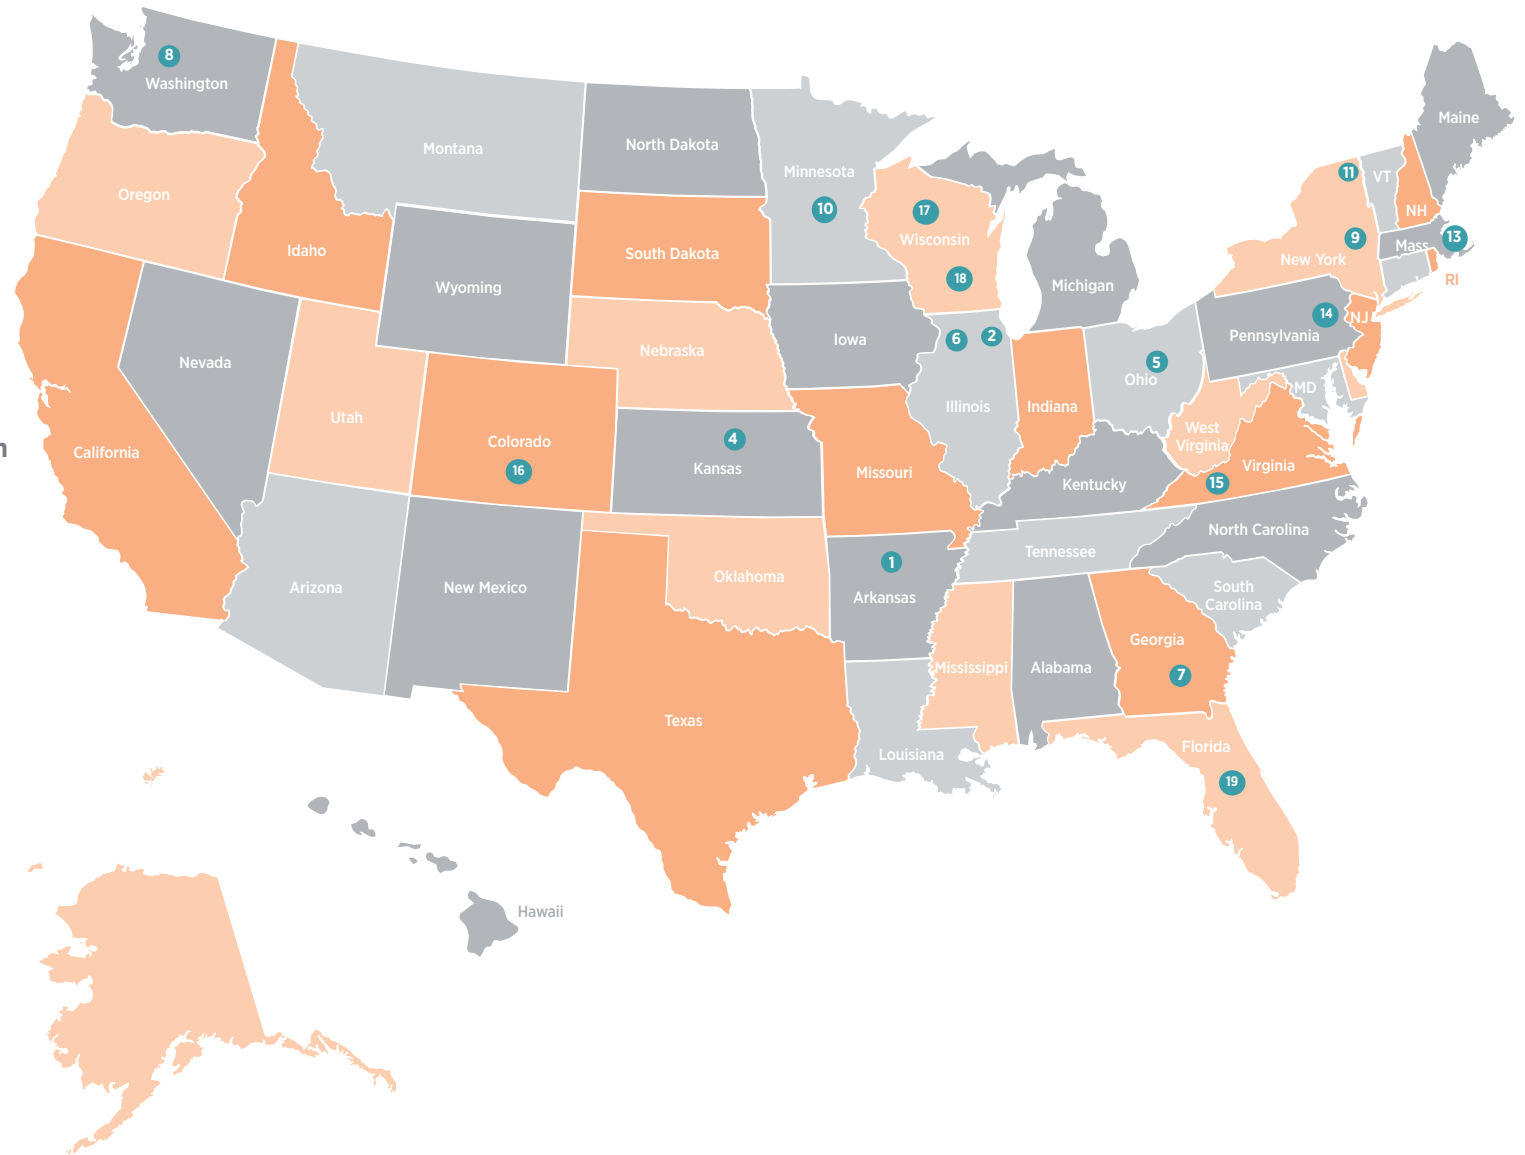 8
Washington
Maine
Montana
North Dakota
Minnesota
10
11
VT
Oregon
17
Wisconsin
18
NH
9
New York
Mass
13
Idaho
South Dakota
Wyoming
Michigan
RI
14
NJ
Pennsylvania
Nevada
Nebraska
Iowa
6
2
5
Ohio
MD
Utah
Illinois
Indiana
n
California
Colorado
16
4
Kansas
Missouri
West
Virginia
Virginia
15
Kentucky
North Carolina
Tennessee
Arizona
New Mexico
Oklahoma
1
Arkansas
South
Carolina
Georgia
7
Mississippi
Alabama
Texas
Louisiana
Florida
19
Hawaii